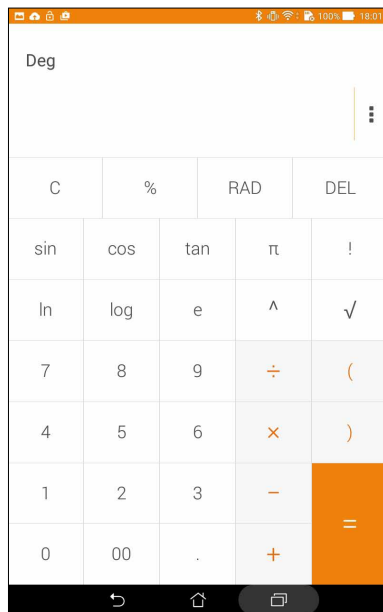 100% 18:01
Deg
C % RAD DEL
sin cos tan π !
ln log e ^ √
7 8 9 ÷ (
4 5 6 × )
1 2 3 −
=
0 00 . +